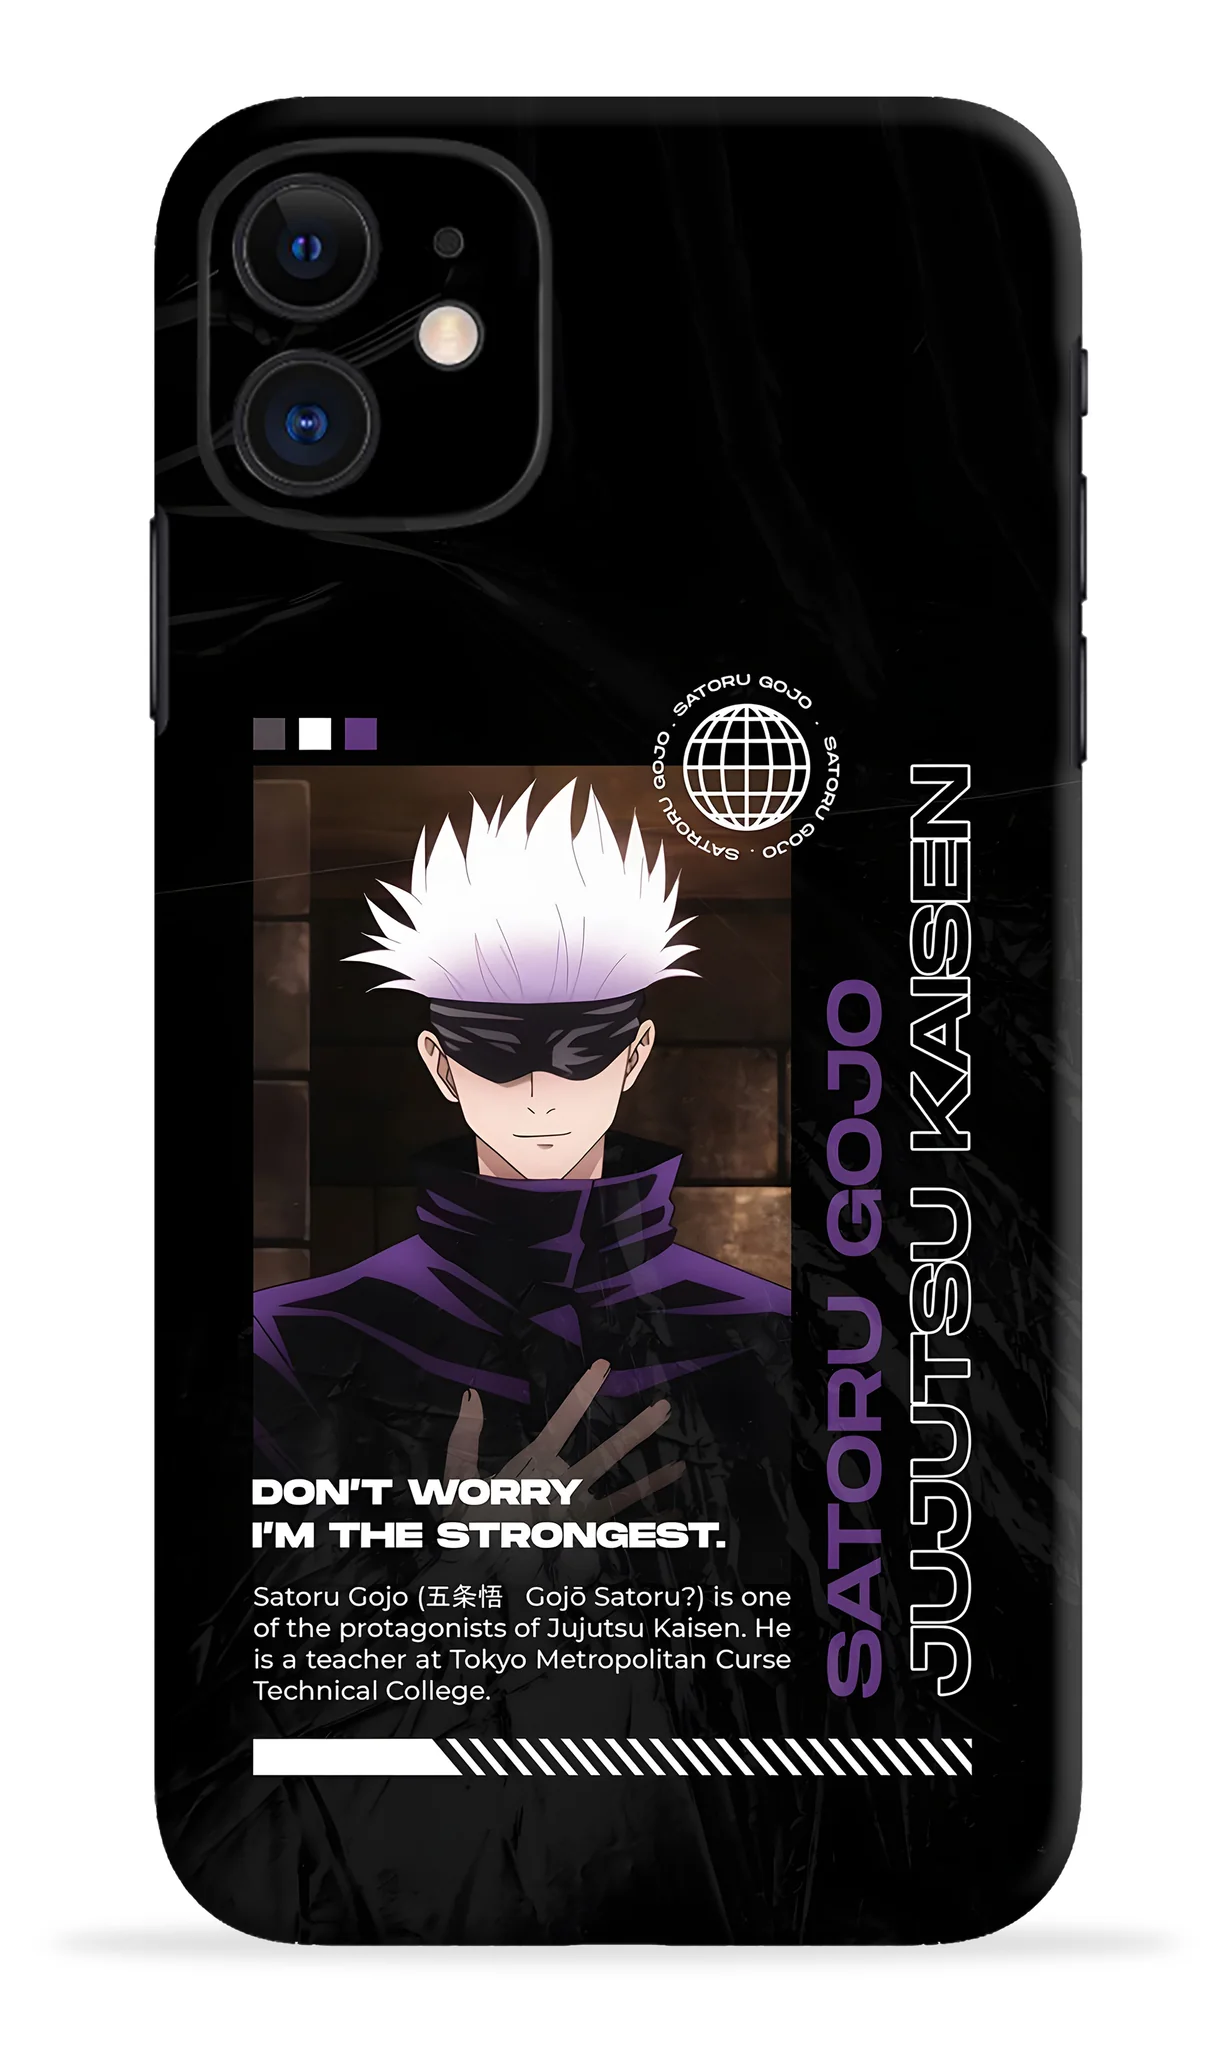 SATORU GOJO . SATORU GOJO . SATRORU GOJO .
DON'T WORRY
I'M THE STRONGEST.
Satoru Gojo (五条悟 Gojō Satoru?) is one
of the protagonists of Jujutsu Kaisen. He
is a teacher at Tokyo Metropolitan Curse
Technical College.
SATORU GOJO
JUJUTSU KAISEN